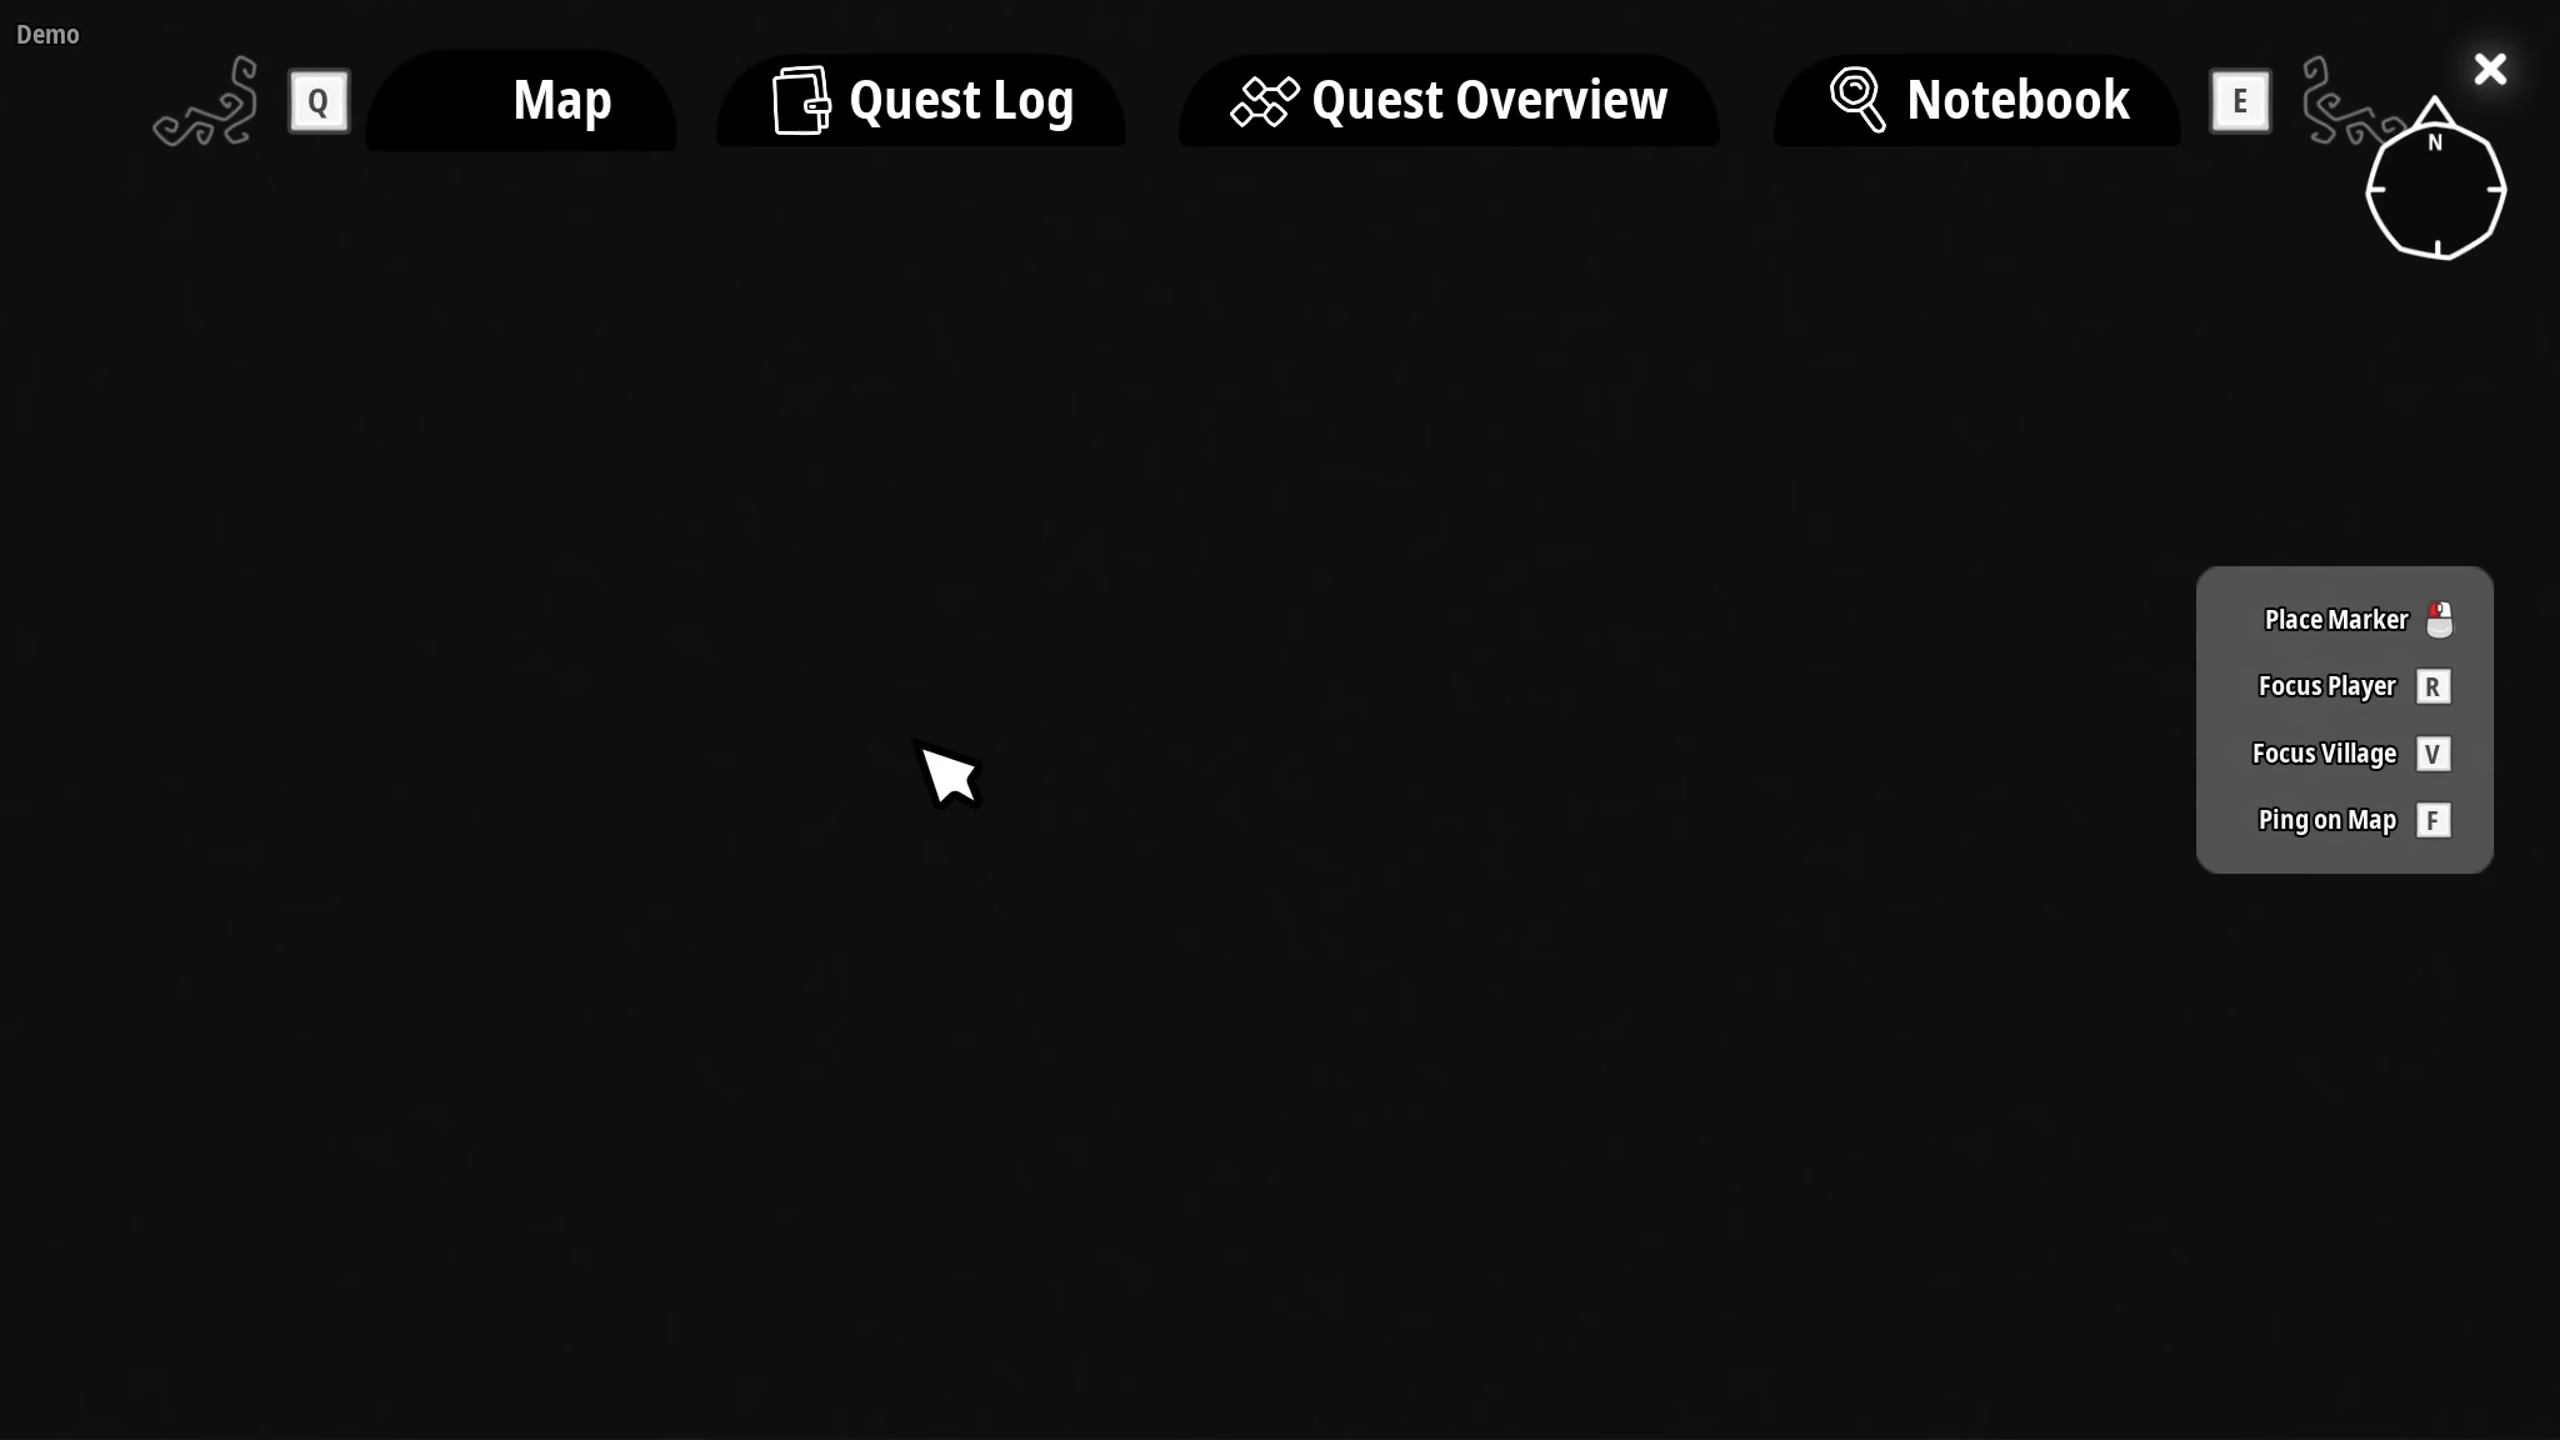 Demo
Q
Map
Quest Log
Quest Overview
Notebook
E
N
Place Marker
Focus Player R
Focus Village V
Ping on Map F